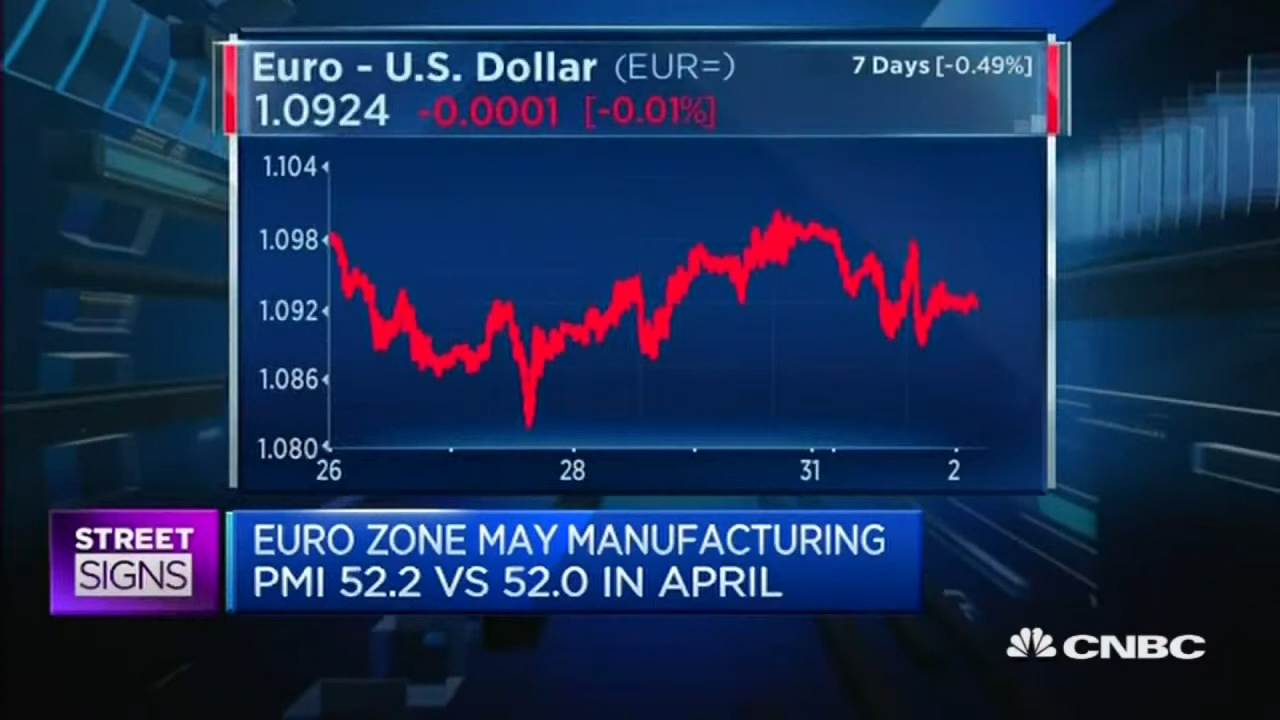 Euro - U.S. Dollar (EUR=) 7 Days [-0.49%]
1.0924 -0.0001 [-0.01%]
1.104
1.098
1.092
1.086
1.080
26 28 31 2
STREET
SIGNS
EURO ZONE MAY MANUFACTURING
PMI 52.2 VS 52.0 IN APRIL
CNBC